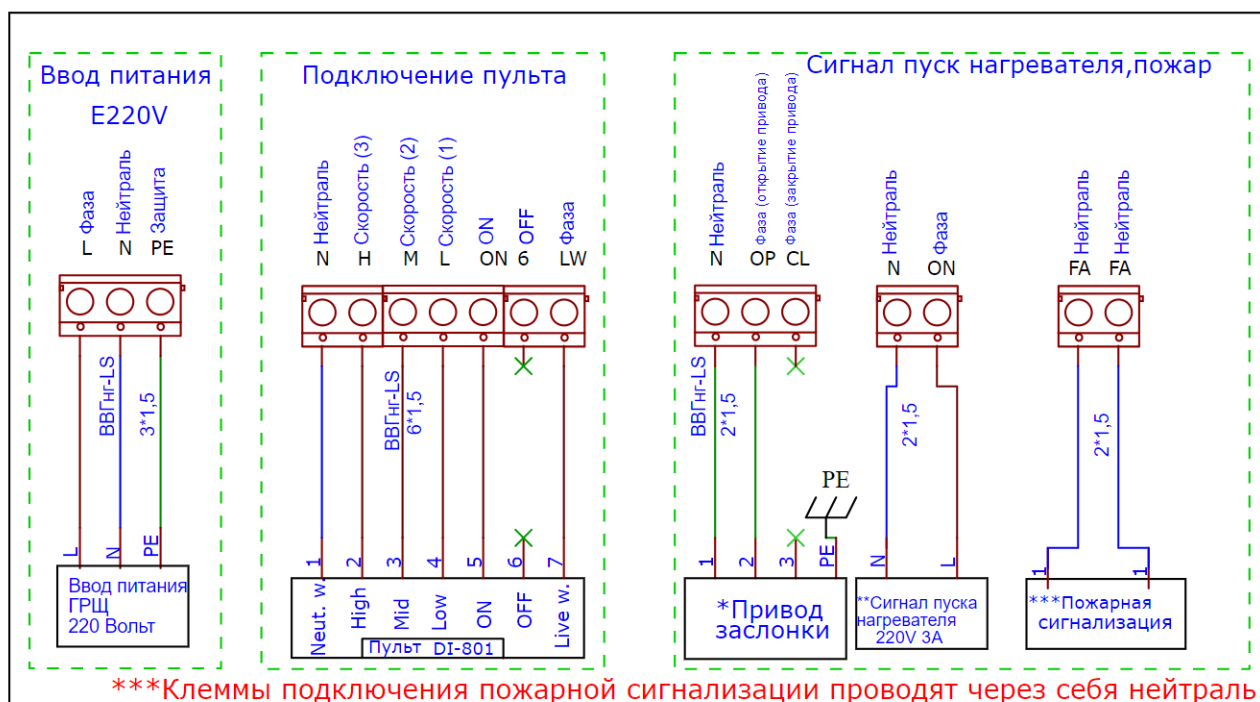 Ввод питания
E220V
Фаза
Нейтраль
Защита
L N PE
ВВГнг-LS
3*1,5
L N PE
Ввод питания
ГРЩ
220 Вольт
Подключение пульта
Нейтраль
Скорость (3)
Скорость (2)
Скорость (1)
ON
OFF
Фаза
N H M L ON 6 LW
ВВГнг-LS
6*1,5
1 2 3 4 5 6 7
Neut. w.
High
Mid
Low
ON
OFF
Live w.
Пульт DI-801
Сигнал пуск нагревателя,пожар
Нейтраль
Фаза (открытие привода)
Фаза (закрытие привода)
N OP CL
ВВГнг-LS
2*1,5
PE
1 2 3 PE
*Привод
заслонки
Нейтраль
Фаза
N ON
2*1,5
N L
**Сигнал пуска
нагревателя
220V 3A
Нейтраль
Нейтраль
FA FA
2*1,5
1 1
***Пожарная
сигнализация
***Клеммы подключения пожарной сигнализации проводят через себя нейтраль